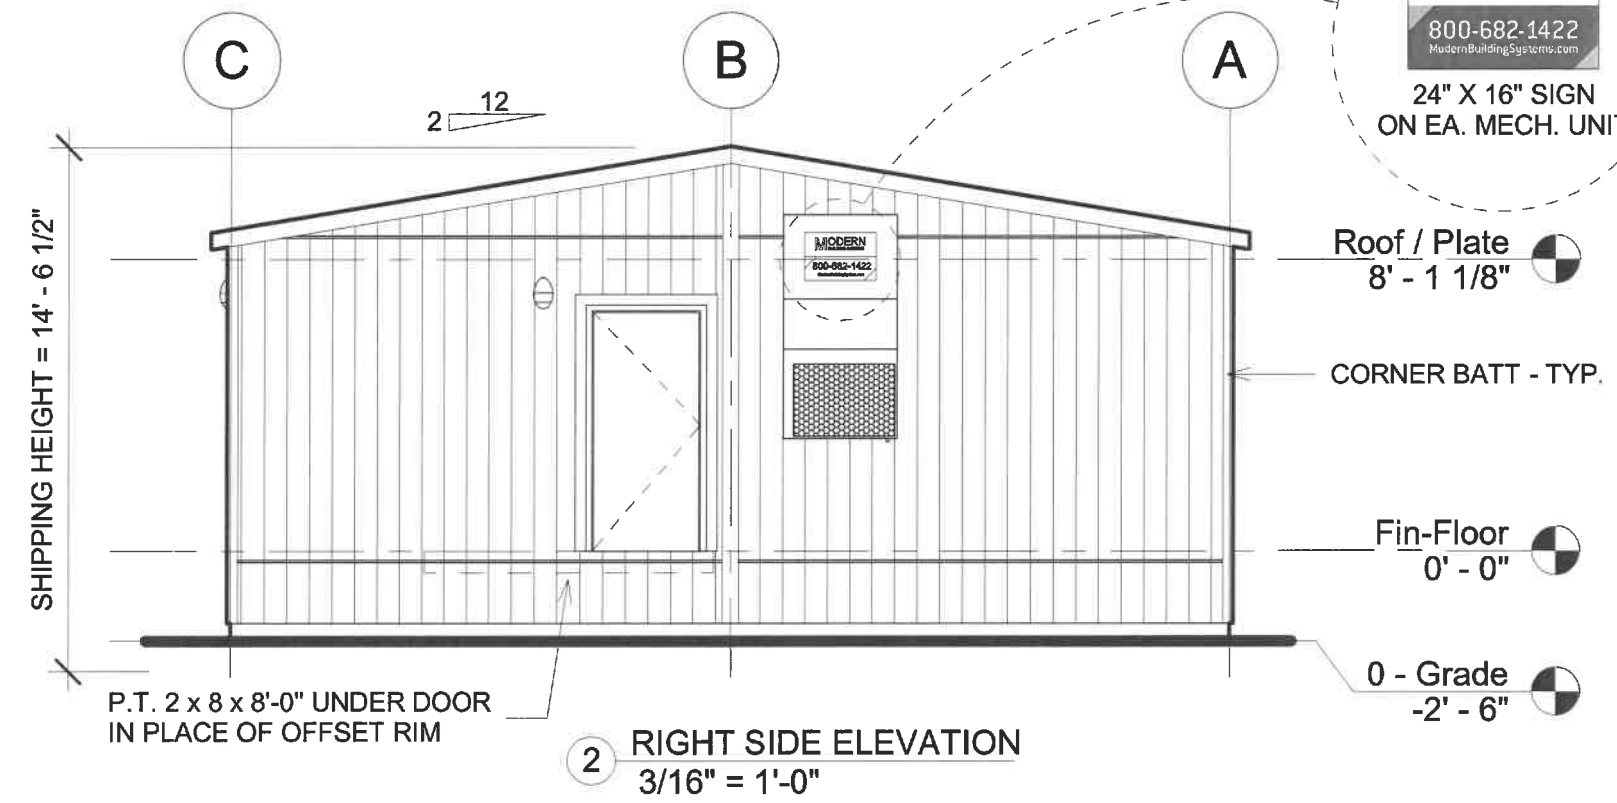 C
B
A
800-682-1422
ModernBuildingSystems.com
24" X 16" SIGN
ON EA. MECH. UNIT
12
2
SHIPPING HEIGHT = 14' - 6 1/2"
MODERN
800-682-1422
Roof / Plate
8' - 1 1/8"
CORNER BATT - TYP.
Fin-Floor
0' - 0"
0 - Grade
-2' - 6"
P.T. 2 x 8 x 8'-0" UNDER DOOR
IN PLACE OF OFFSET RIM
2
RIGHT SIDE ELEVATION
3/16" = 1'-0"